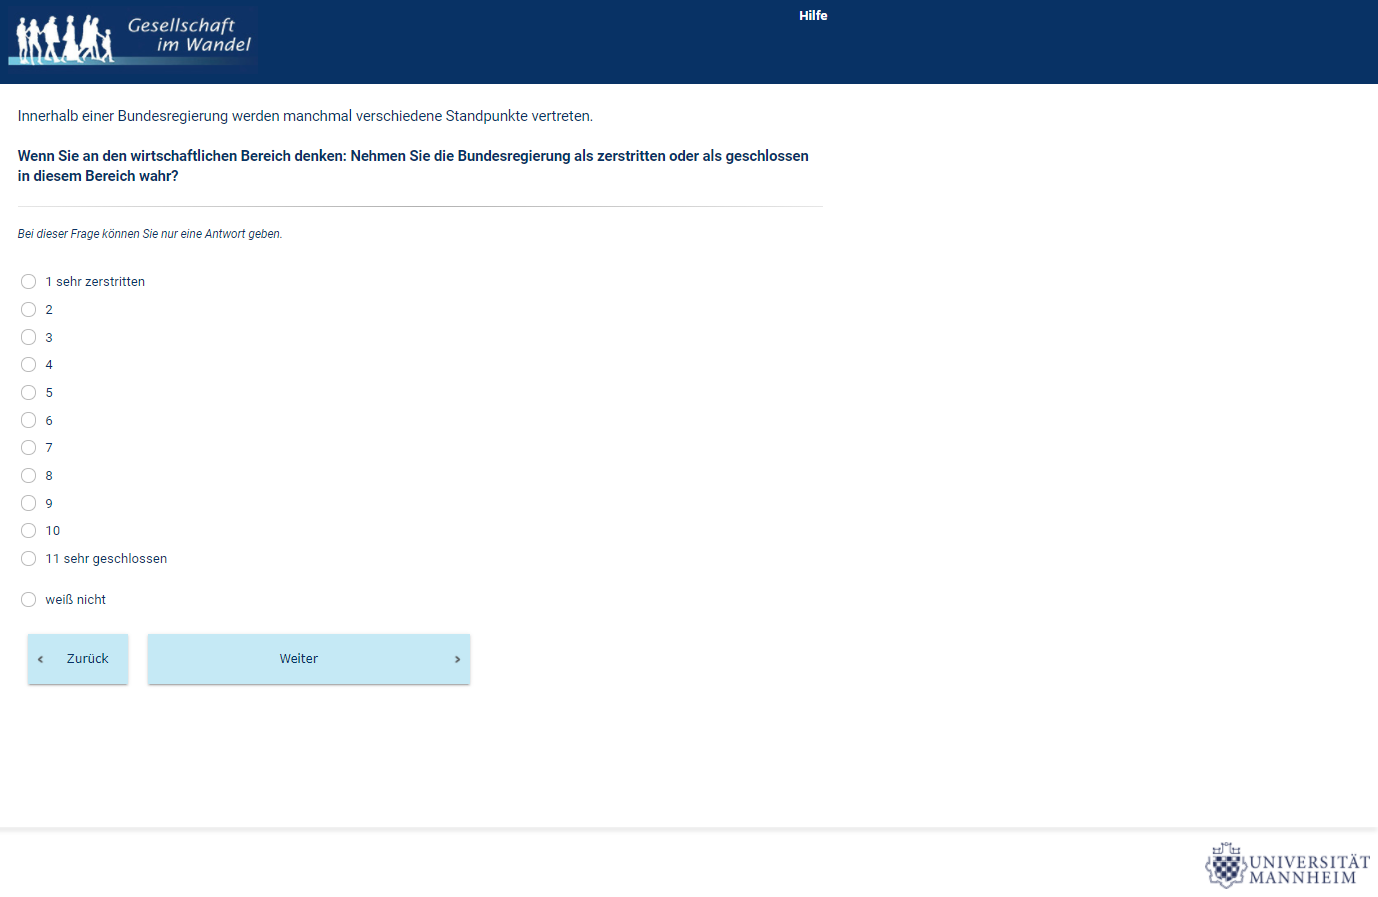 Gesellschaft
im Wandel
Hilfe
Innerhalb einer Bundesregierung werden manchmal verschiedene Standpunkte vertreten.
Wenn Sie an den wirtschaftlichen Bereich denken: Nehmen Sie die Bundesregierung als zerstritten oder als geschlossen
in diesem Bereich wahr?
Bei dieser Frage können Sie nur eine Antwort geben.
1 sehr zerstritten
2
3
4
5
6
7
8
9
10
11 sehr geschlossen
weiß nicht
‹ Zurück
Weiter ›
UNIVERSITÄT
MANNHEIM